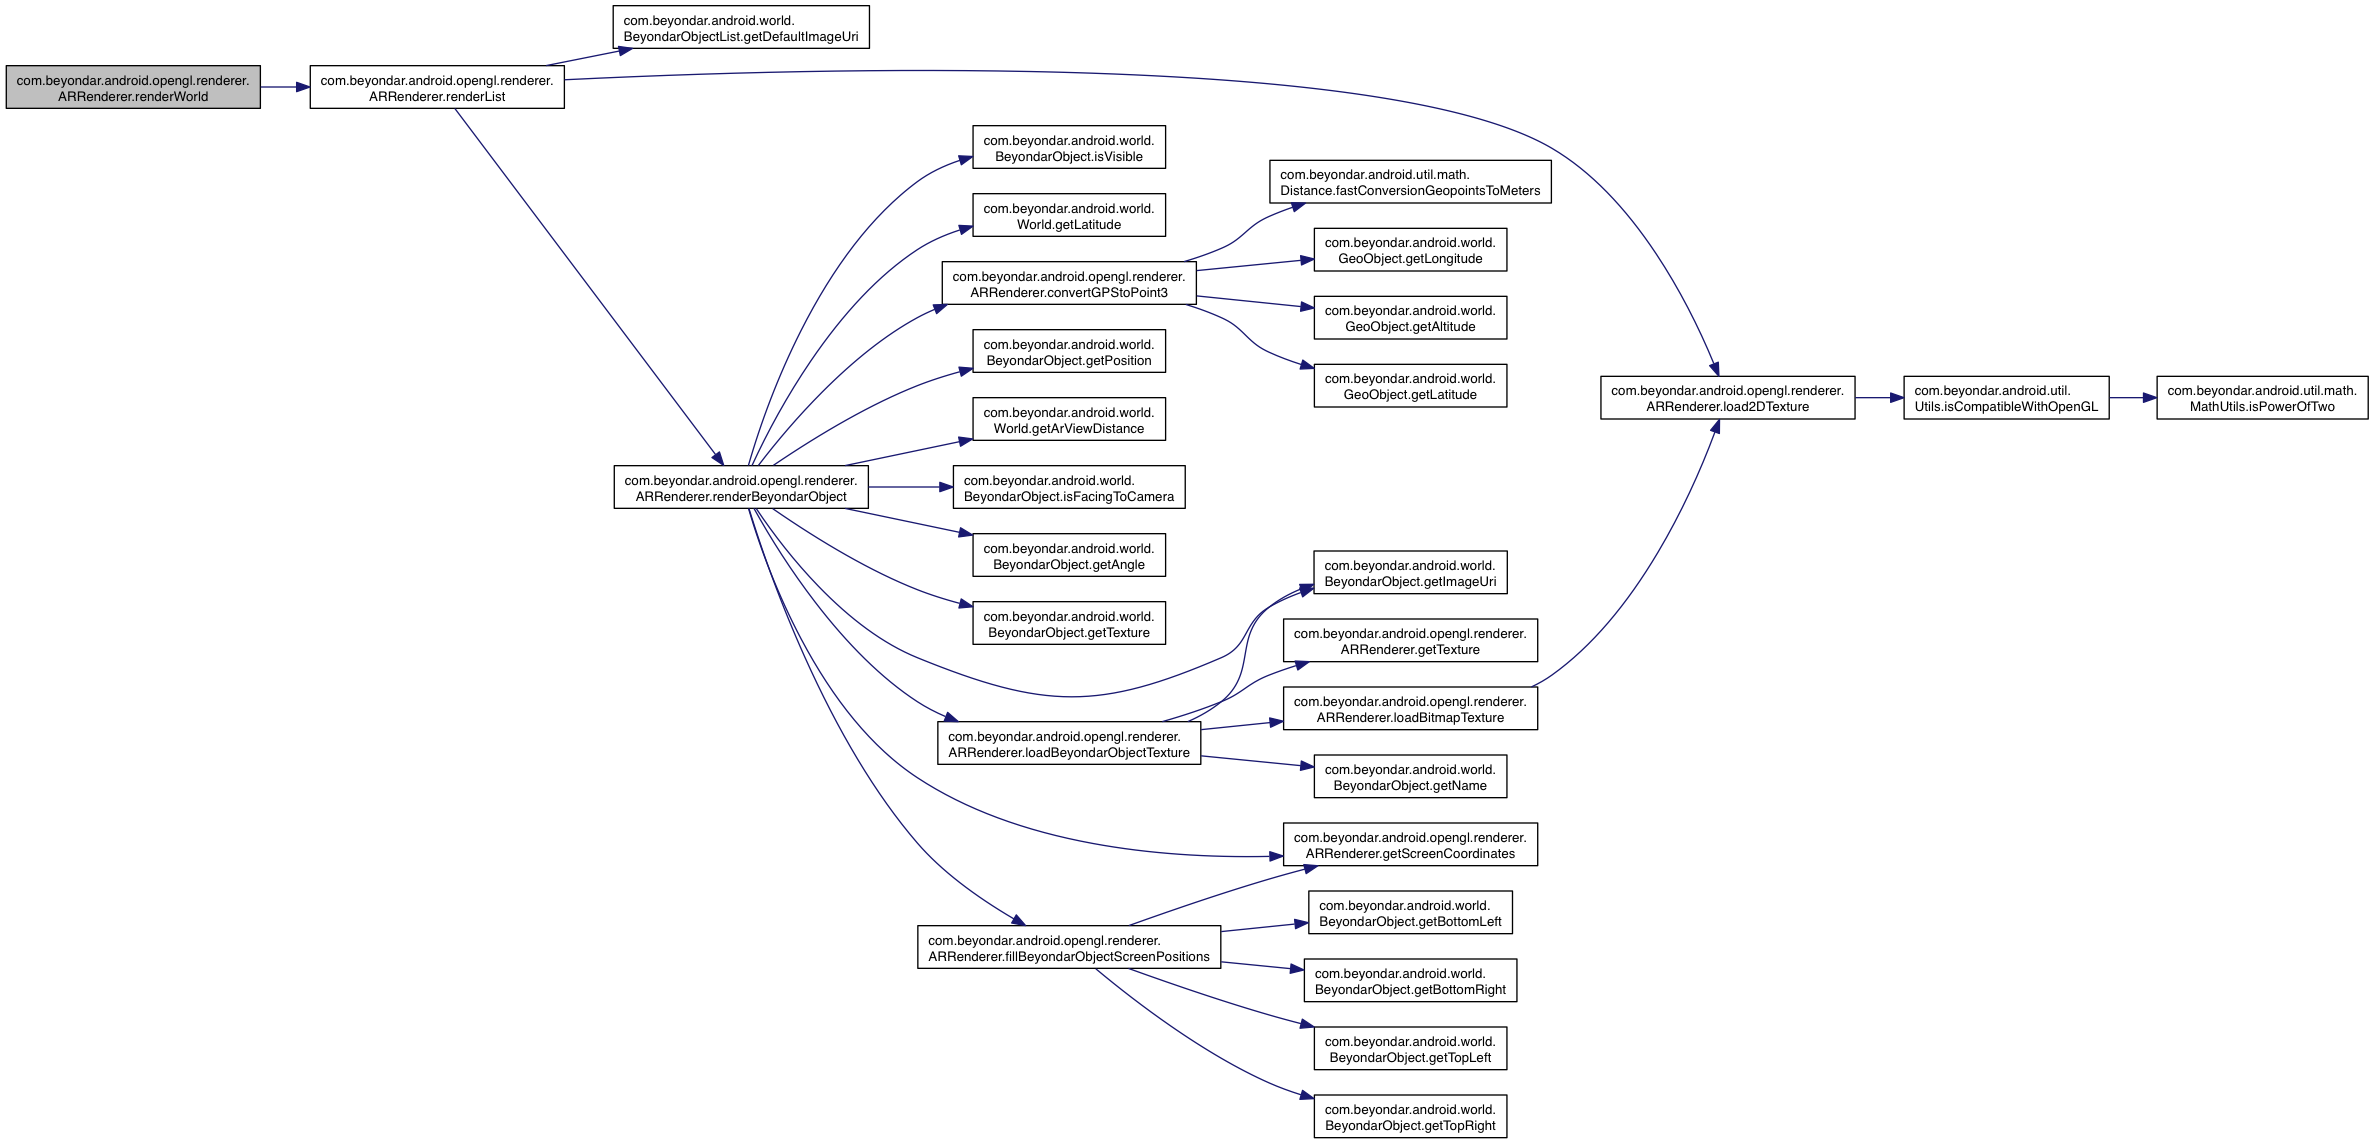 com.beyondar.android.world.
BeyondarObjectList.getDefaultImageUri
com.beyondar.android.opengl.renderer.
ARRenderer.renderWorld
com.beyondar.android.opengl.renderer.
ARRenderer.renderList
com.beyondar.android.world.
BeyondarObject.isVisible
com.beyondar.android.util.math.
Distance.fastConversionGeopointsToMeters
com.beyondar.android.world.
World.getLatitude
com.beyondar.android.world.
GeoObject.getLongitude
com.beyondar.android.opengl.renderer.
ARRenderer.convertGPStoPoint3
com.beyondar.android.world.
GeoObject.getAltitude
com.beyondar.android.world.
BeyondarObject.getPosition
com.beyondar.android.world.
GeoObject.getLatitude
com.beyondar.android.opengl.renderer.
ARRenderer.load2DTexture
com.beyondar.android.util.
Utils.isCompatibleWithOpenGL
com.beyondar.android.util.math.
MathUtils.isPowerOfTwo
com.beyondar.android.world.
World.getArViewDistance
com.beyondar.android.opengl.renderer.
ARRenderer.renderBeyondarObject
com.beyondar.android.world.
BeyondarObject.isFacingToCamera
com.beyondar.android.world.
BeyondarObject.getAngle
com.beyondar.android.world.
BeyondarObject.getImageUri
com.beyondar.android.world.
BeyondarObject.getTexture
com.beyondar.android.opengl.renderer.
ARRenderer.getTexture
com.beyondar.android.opengl.renderer.
ARRenderer.loadBitmapTexture
com.beyondar.android.opengl.renderer.
ARRenderer.loadBeyondarObjectTexture
com.beyondar.android.world.
BeyondarObject.getName
com.beyondar.android.opengl.renderer.
ARRenderer.getScreenCoordinates
com.beyondar.android.world.
BeyondarObject.getBottomLeft
com.beyondar.android.opengl.renderer.
ARRenderer.fillBeyondarObjectScreenPositions
com.beyondar.android.world.
BeyondarObject.getBottomRight
com.beyondar.android.world.
BeyondarObject.getTopLeft
com.beyondar.android.world.
BeyondarObject.getTopRight